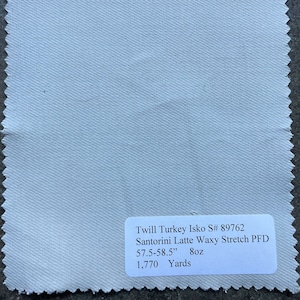 Twill Turkey Isko S# 89762
Santorini Latte Waxy Stretch PFD
57.5-58.5" 8oz
1,770 Yards